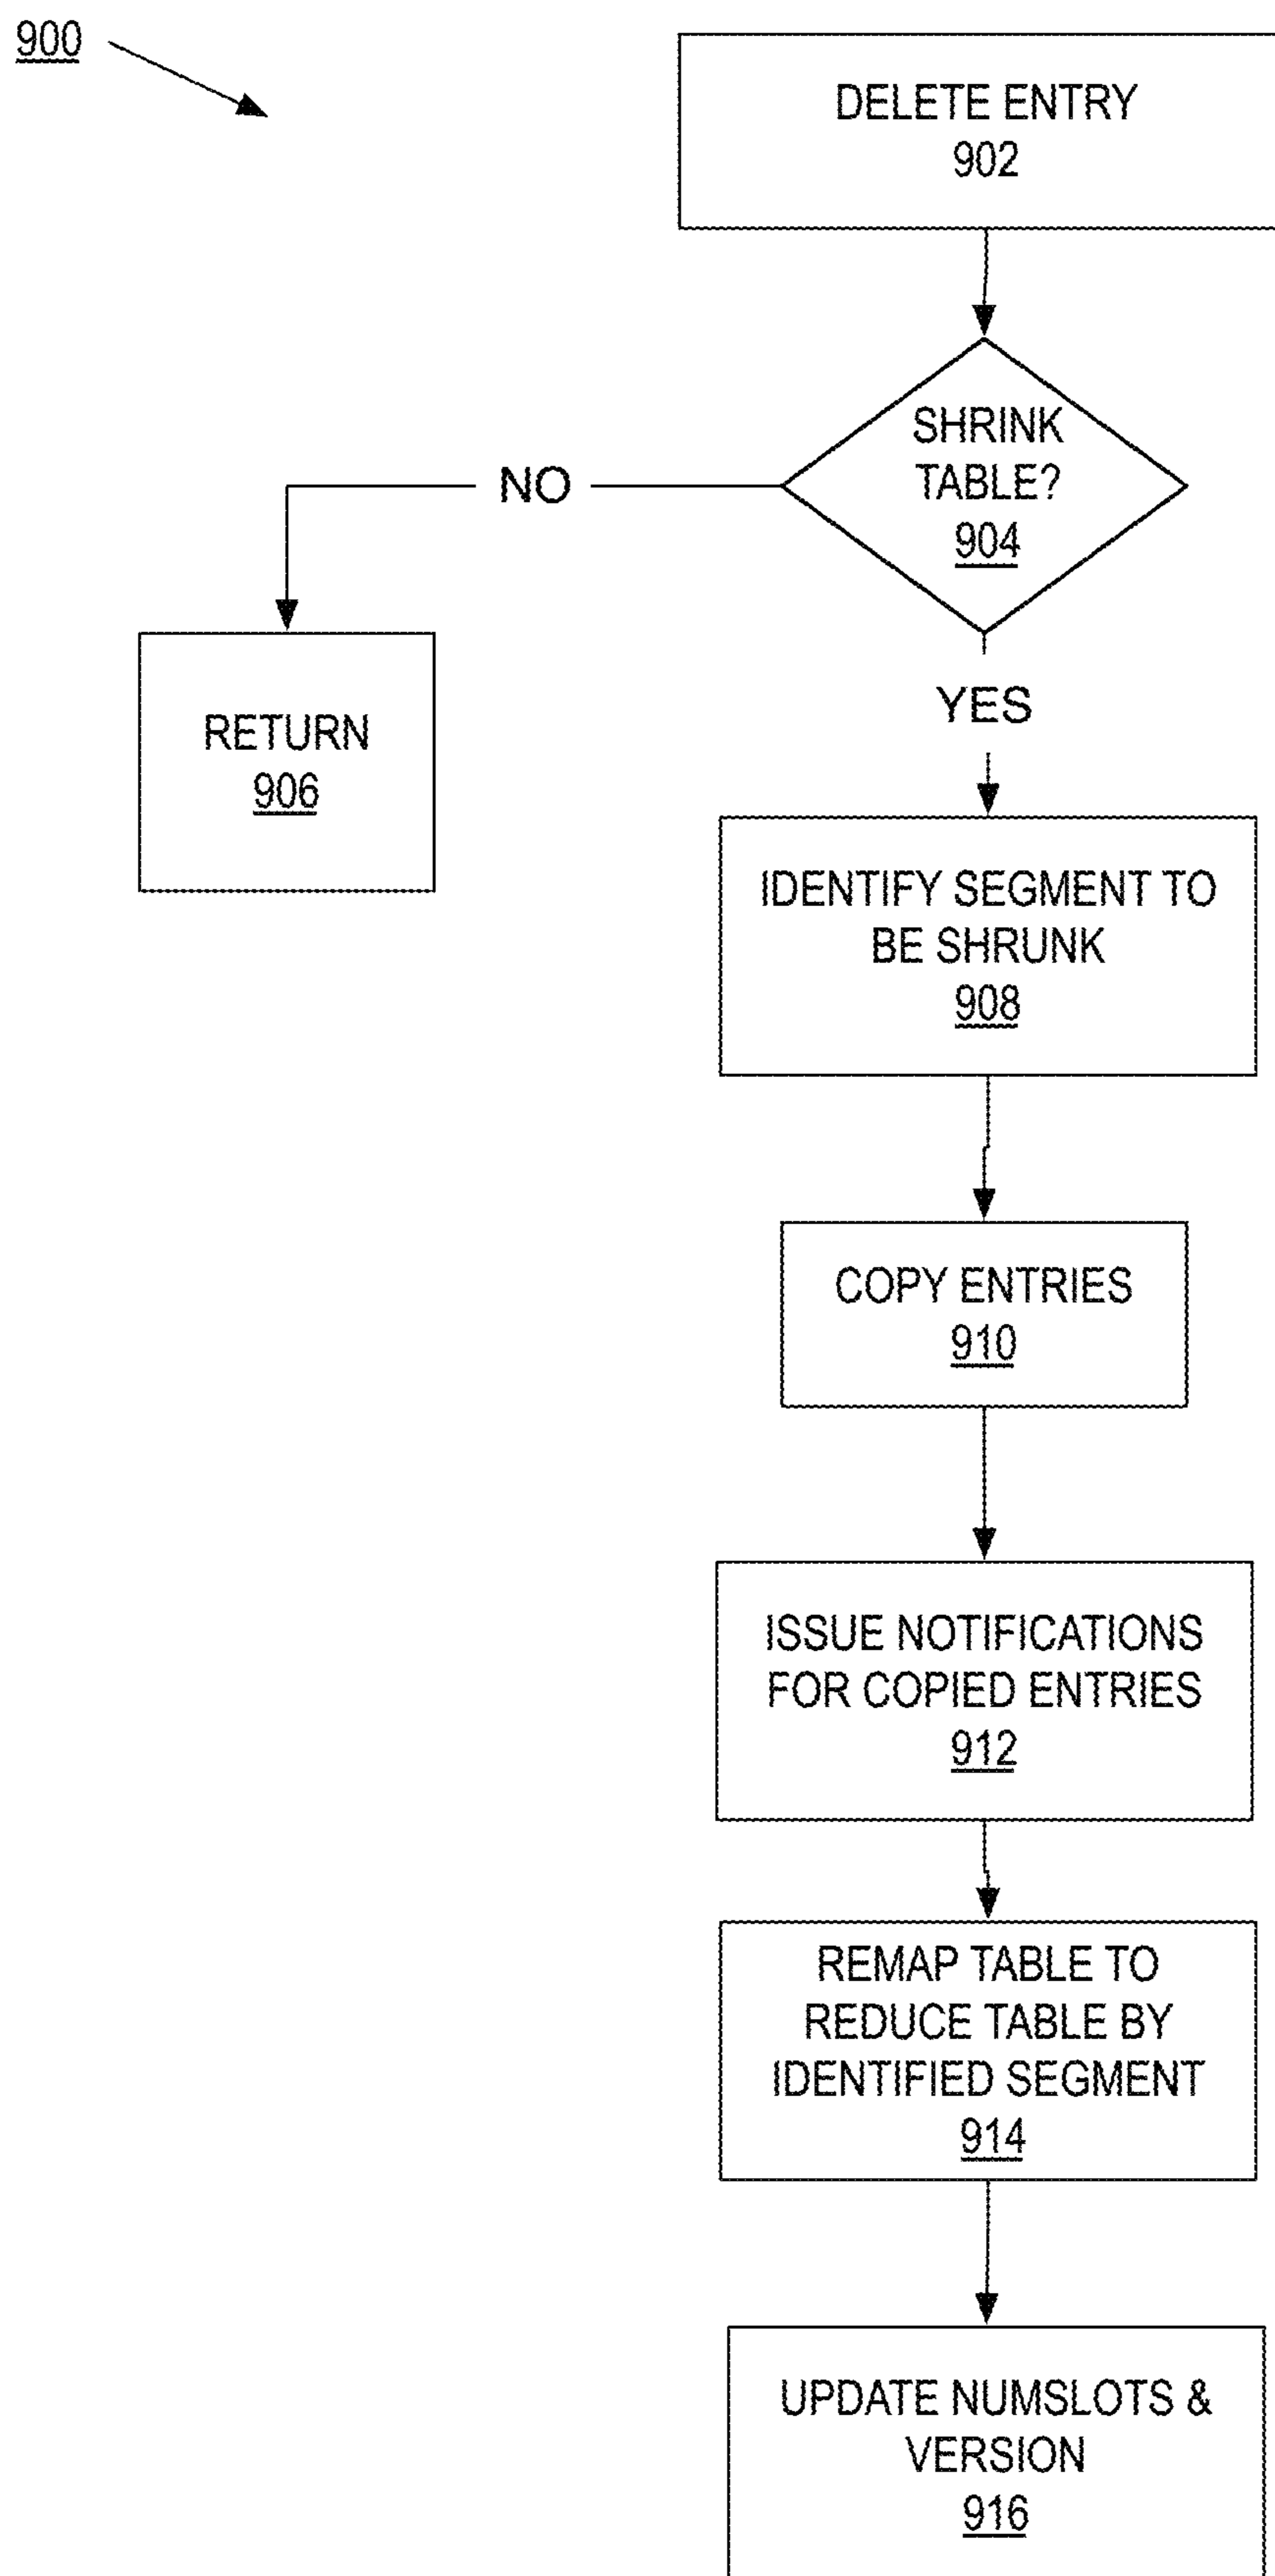 900
DELETE ENTRY
902
SHRINK
TABLE?
904
NO
YES
RETURN
906
IDENTIFY SEGMENT TO
BE SHRUNK
908
COPY ENTRIES
910
ISSUE NOTIFICATIONS
FOR COPIED ENTRIES
912
REMAP TABLE TO
REDUCE TABLE BY
IDENTIFIED SEGMENT
914
UPDATE NUMSLOTS &
VERSION
916